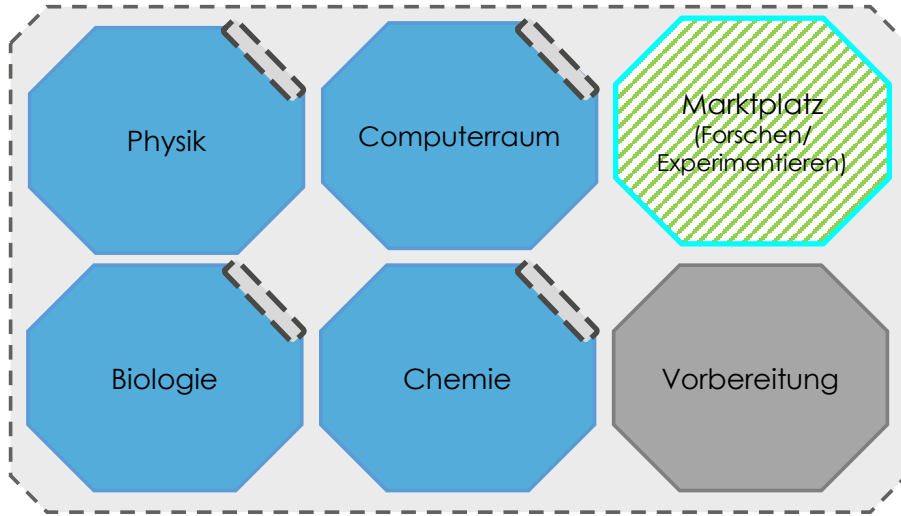 Physik
Computerraum
Marktplatz
(Forschen/
Experimentieren)
Biologie
Chemie
Vorbereitung